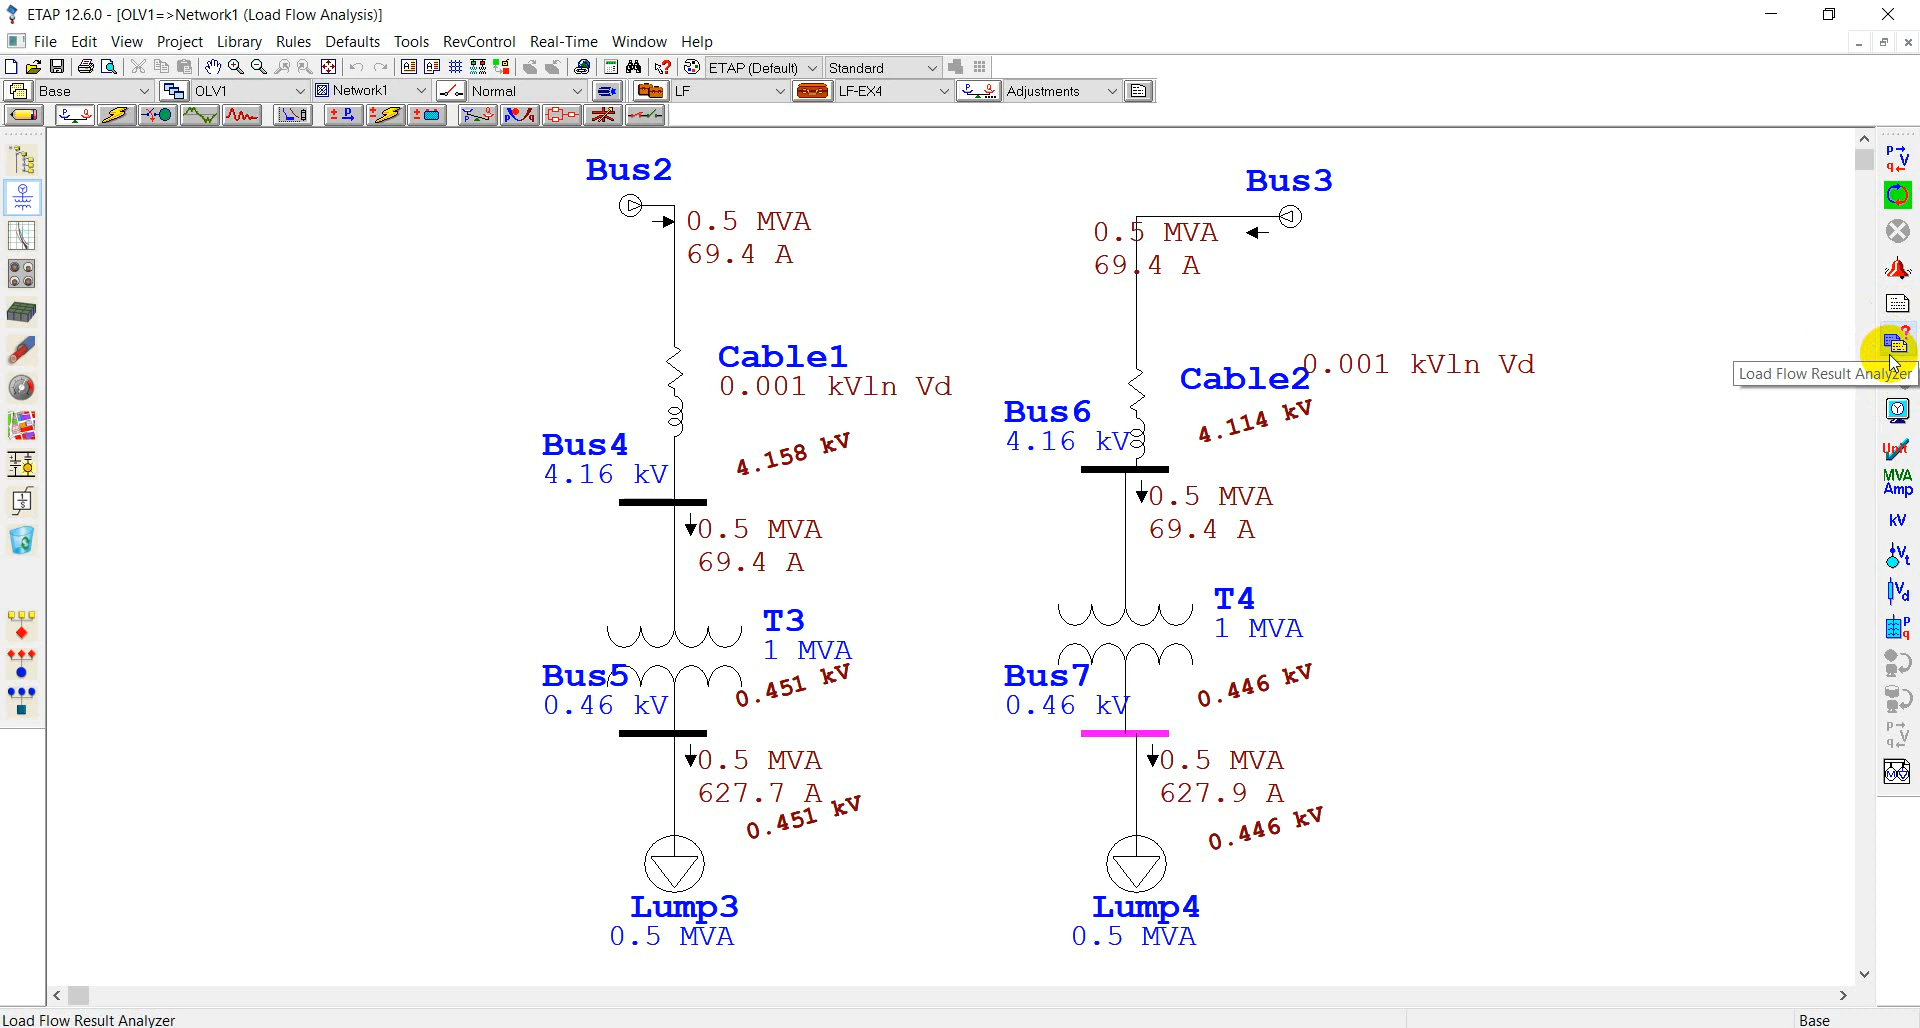 ETAP 12.6.0 - [OLV1=>Network1 (Load Flow Analysis)]
File Edit View Project Library Rules Defaults Tools RevControl Real-Time Window Help
ETAP (Default) Standard
Base OLV1 Network1 Normal LF LF-EX4 Adjustments
Bus2
0.5 MVA
69.4 A
Cable1
0.001 kVln Vd
Bus4
4.16 kV
4.158 kV
0.5 MVA
69.4 A
T3
1 MVA
Bus5
0.46 kV
0.451 kV
0.5 MVA
627.7 A
0.451 kV
Lump3
0.5 MVA
Bus3
0.5 MVA
69.4 A
Cable2
0.001 kVln Vd
Bus6
4.16 kV
4.114 kV
0.5 MVA
69.4 A
T4
1 MVA
Bus7
0.46 kV
0.446 kV
0.5 MVA
627.9 A
0.446 kV
Lump4
0.5 MVA
Load Flow Result Analyzer
Unit
MVA
Amp
kV
Vt
Vd
Load Flow Result Analyzer
Base